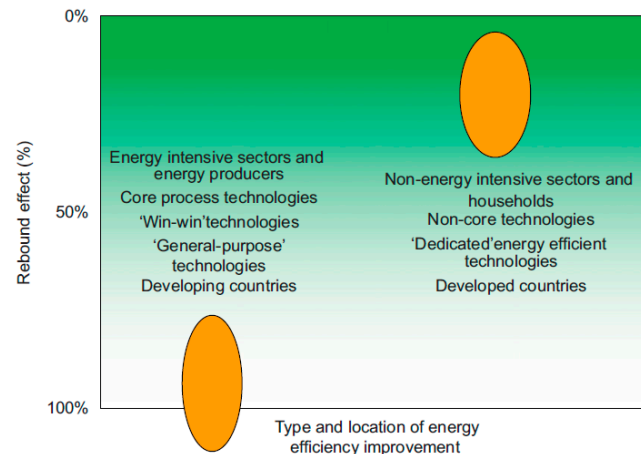 0%
50%
100%
Rebound effect (%)
Energy intensive sectors and
energy producers
Core process technologies
‘Win-win’technologies
‘General-purpose’
technologies
Developing countries
Non-energy intensive sectors and
households
Non-core technologies
‘Dedicated’energy efficient
technologies
Developed countries
Type and location of energy
efficiency improvement